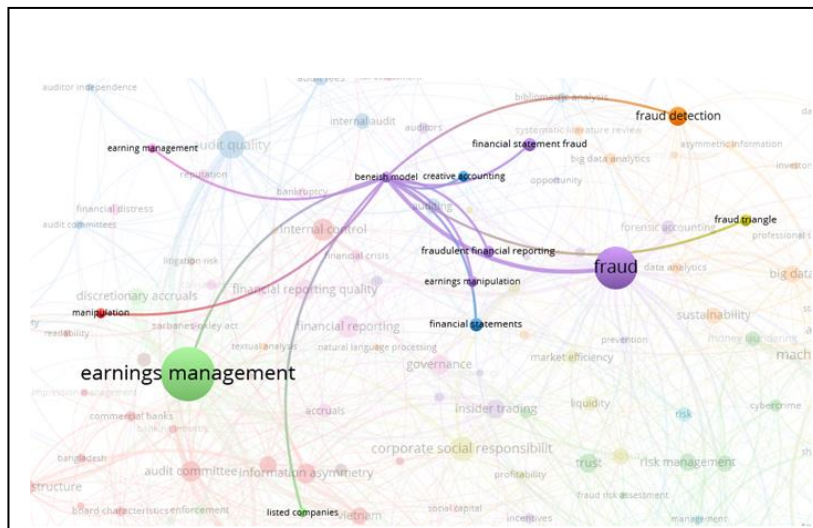 auditor independence
bibliometric analysis
fraud detection
internal audit
auditors
earning management
audit quality
financial statement fraud
systematic literature review
asymmetric information
reputation
big data analytics
beneish model
creative accounting
bankruptcy
opportunity
financial distress
auditing
fraud triangle
audit committees
internal control
forensic accounting
professional s
litigation risk
financial crisis
fraudulent financial reporting
fraud
data analytics
big data
discretionary accruals
financial reporting quality
earnings manipulation
manipulation
sustainability
readability
sarbanes-oxley act
financial reporting
financial statements
prevention
money laundering
textual analysis
natural language processing
market efficiency
mach
earnings management
governance
impression management
commercial banks
accruals
insider trading
liquidity
risk
cybercrime
corporate social responsibilit
bangladesh
audit committee
information asymmetry
trust
risk management
structure
profitability
fraud risk assessment
board characteristics
enforcement
listed companies
vietnam
social capital
incentives
management